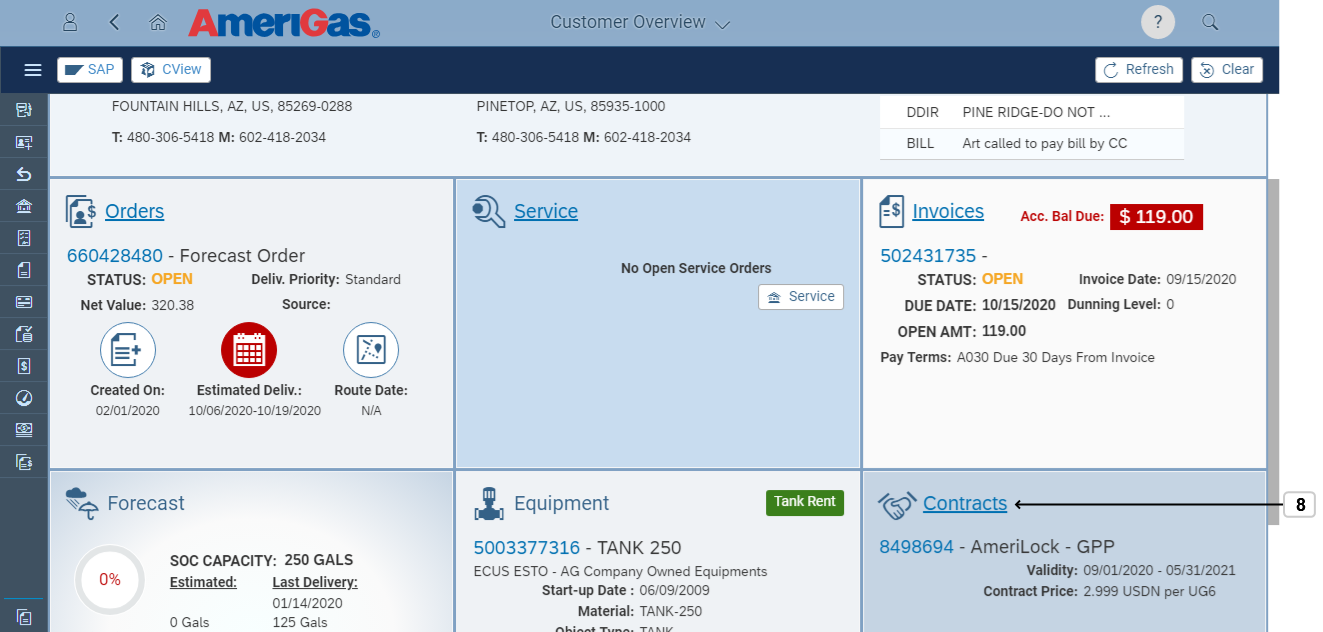 AmeriGas®
Customer Overview
?
SAP
CView
Refresh
Clear
FOUNTAIN HILLS, AZ, US, 85269-0288
T: 480-306-5418 M: 602-418-2034
PINETOP, AZ, US, 85935-1000
T: 480-306-5418 M: 602-418-2034
DDIR PINE RIDGE-DO NOT ...
BILL Art called to pay bill by CC
Orders
660428480 - Forecast Order
STATUS: OPEN Deliv. Priority: Standard
Net Value: 320.38 Source:
Created On: Estimated Deliv.: Route Date:
02/01/2020 10/06/2020-10/19/2020 N/A
Service
No Open Service Orders
Service
Invoices Acc. Bal Due: $ 119.00
502431735 -
STATUS: OPEN Invoice Date: 09/15/2020
DUE DATE: 10/15/2020 Dunning Level: 0
OPEN AMT: 119.00
Pay Terms: A030 Due 30 Days From Invoice
Forecast
0%
SOC CAPACITY: 250 GALS
Estimated: Last Delivery:
01/14/2020
0 Gals 125 Gals
Equipment Tank Rent
5003377316 - TANK 250
ECUS ESTO - AG Company Owned Equipments
Start-up Date : 06/09/2009
Material: TANK-250
Object Type: TANK
Contracts
8
8498694 - AmeriLock - GPP
Validity: 09/01/2020 - 05/31/2021
Contract Price: 2.999 USDN per UG6